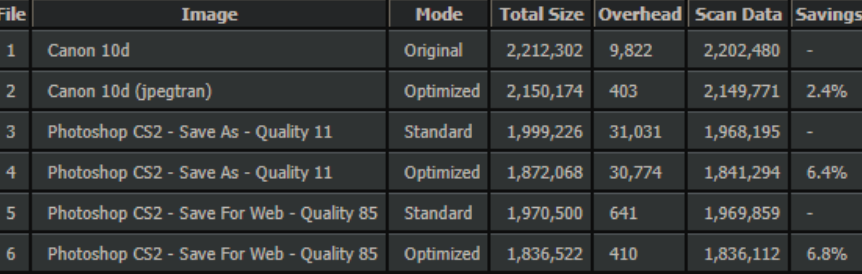 File Image Mode Total Size Overhead Scan Data Savings
1 Canon 10d Original 2,212,302 9,822 2,202,480 -
2 Canon 10d (jpegtran) Optimized 2,150,174 403 2,149,771 2.4%
3 Photoshop CS2 - Save As - Quality 11 Standard 1,999,226 31,031 1,968,195 -
4 Photoshop CS2 - Save As - Quality 11 Optimized 1,872,068 30,774 1,841,294 6.4%
5 Photoshop CS2 - Save For Web - Quality 85 Standard 1,970,500 641 1,969,859 -
6 Photoshop CS2 - Save For Web - Quality 85 Optimized 1,836,522 410 1,836,112 6.8%